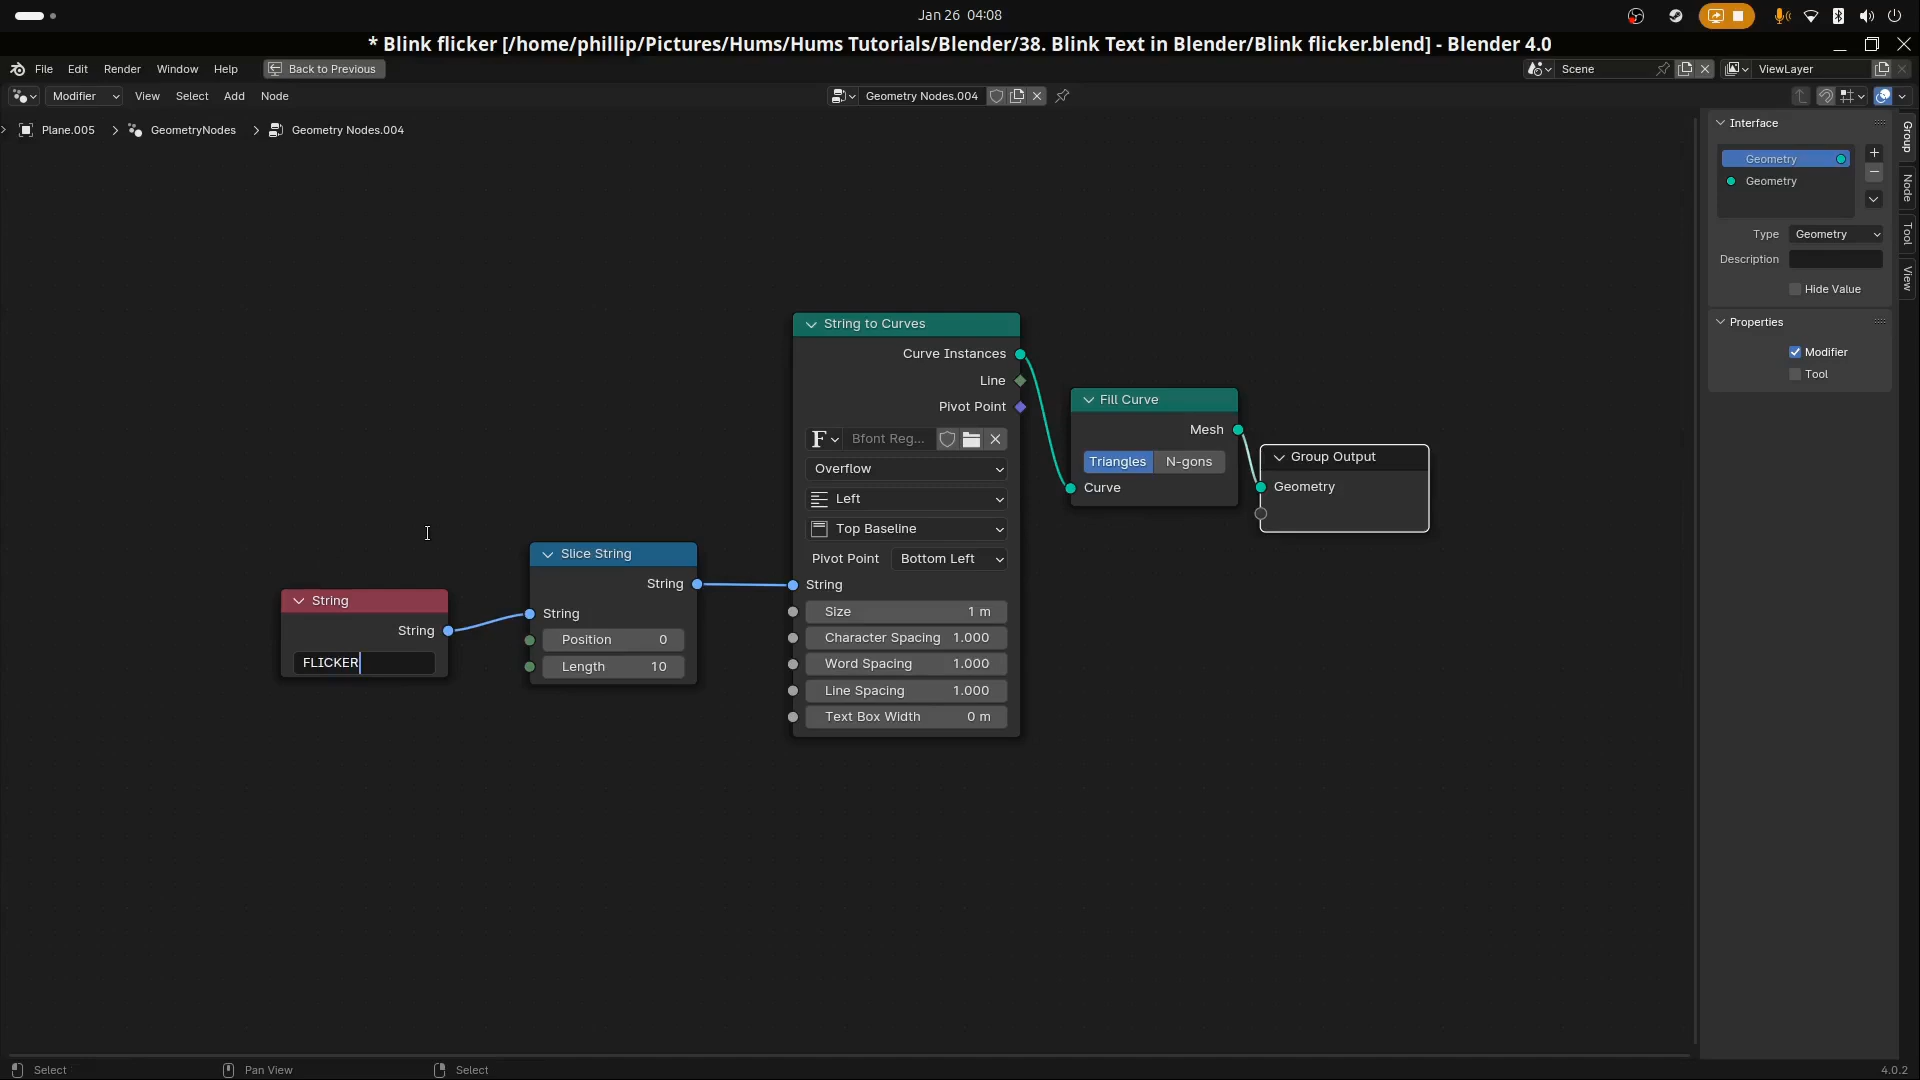 Jan 26 04:08
* Blink flicker [/home/phillip/Pictures/Hums/Hums Tutorials/Blender/38. Blink Text in Blender/Blink flicker.blend] - Blender 4.0
File Edit Render Window Help Back to Previous Scene ViewLayer
Modifier View Select Add Node Geometry Nodes.004
Plane.005 > GeometryNodes > Geometry Nodes.004
Interface
Geometry
Geometry
Type Geometry
Description
Hide Value
Properties
Modifier
Tool
Group
Node
Tool
View
String
String
FLICKER
Slice String
String
String
Position 0
Length 10
String to Curves
Curve Instances
Line
Pivot Point
F Bfont Reg...
Overflow
Left
Top Baseline
Pivot Point Bottom Left
String
Size 1 m
Character Spacing 1.000
Word Spacing 1.000
Line Spacing 1.000
Text Box Width 0 m
Fill Curve
Mesh
Triangles N-gons
Curve
Group Output
Geometry
Select Pan View Select 4.0.2